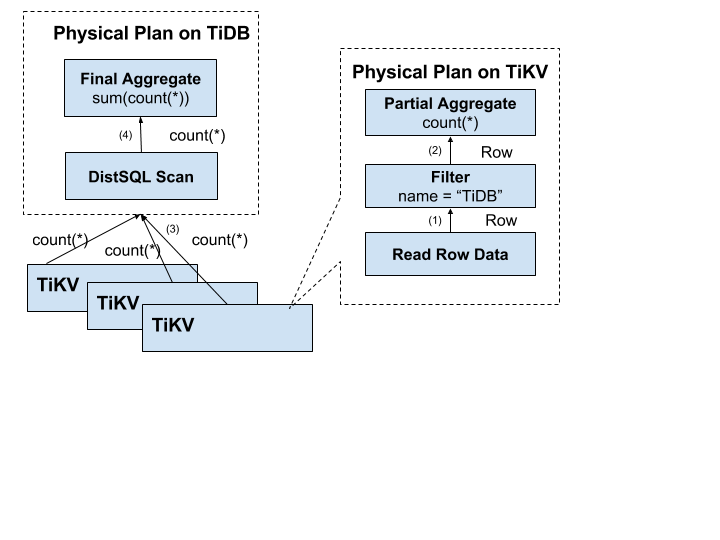 Physical Plan on TiDB
Final Aggregate
sum(count(*))
(4)
count(*)
DistSQL Scan
(3)
count(*)
count(*)
count(*)
TiKV
TiKV
TiKV
Physical Plan on TiKV
Partial Aggregate
count(*)
(2)
Row
Filter
name = “TiDB”
(1)
Row
Read Row Data